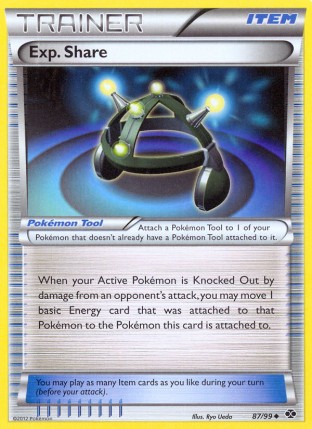 TRAINER
ITEM
Exp. Share
Pokémon Tool
Attach a Pokémon Tool to 1 of your
Pokémon that doesn't already have a Pokémon Tool attached to it.
When your Active Pokémon is Knocked Out by
damage from an opponent's attack, you may move 1
basic Energy card that was attached to that
Pokémon to the Pokémon this card is attached to.
You may play as many Item cards as you like during your turn
(before your attack).
©2012 Pokémon
Illus. Ryo Ueda
87/99